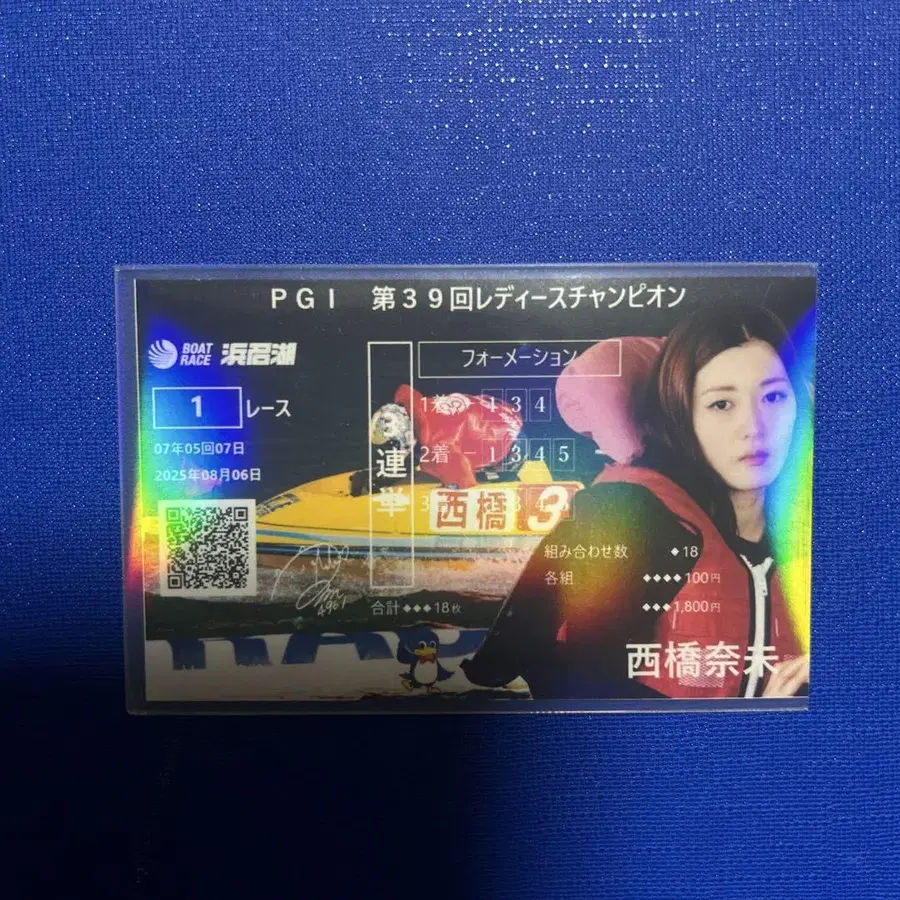 PGI 第39回レディースチャンピオン
BOAT RACE 浜名湖
1 レース
07年05回07日
2025年08月06日
3連単
フォーメーション
1着 - 1 3 4
2着 - 1 3 4 5
西橋 3
組み合わせ数 ◆18
各組 ◆◆◆◆100円
合計◆◆◆18枚 ◆◆◆1,800円
4961
西橋奈未